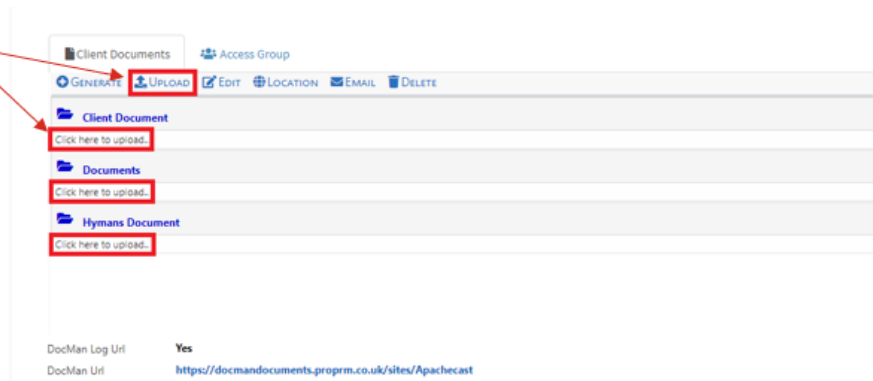 Client Documents Access Group
GENERATE UPLOAD EDIT LOCATION EMAIL DELETE
Client Document
Click here to upload..
Documents
Click here to upload..
Hymans Document
Click here to upload..
DocMan Log Url Yes
DocMan Url https://docmandocuments.proprm.co.uk/sites/Apachecast